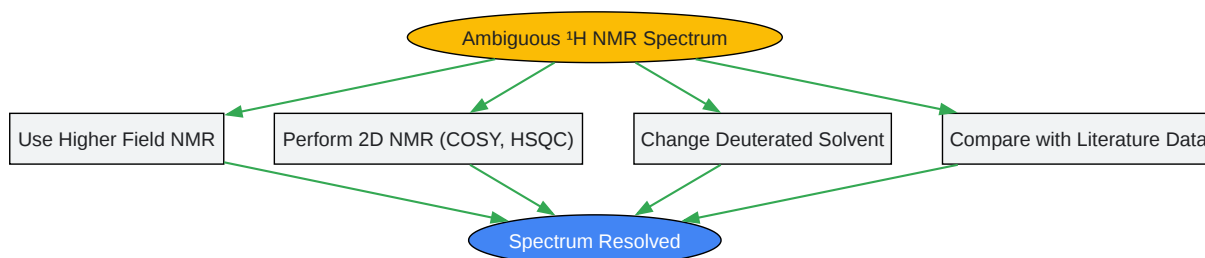 Ambiguous ¹H NMR Spectrum
Use Higher Field NMR
Perform 2D NMR (COSY, HSQC)
Change Deuterated Solvent
Compare with Literature Data
Spectrum Resolved